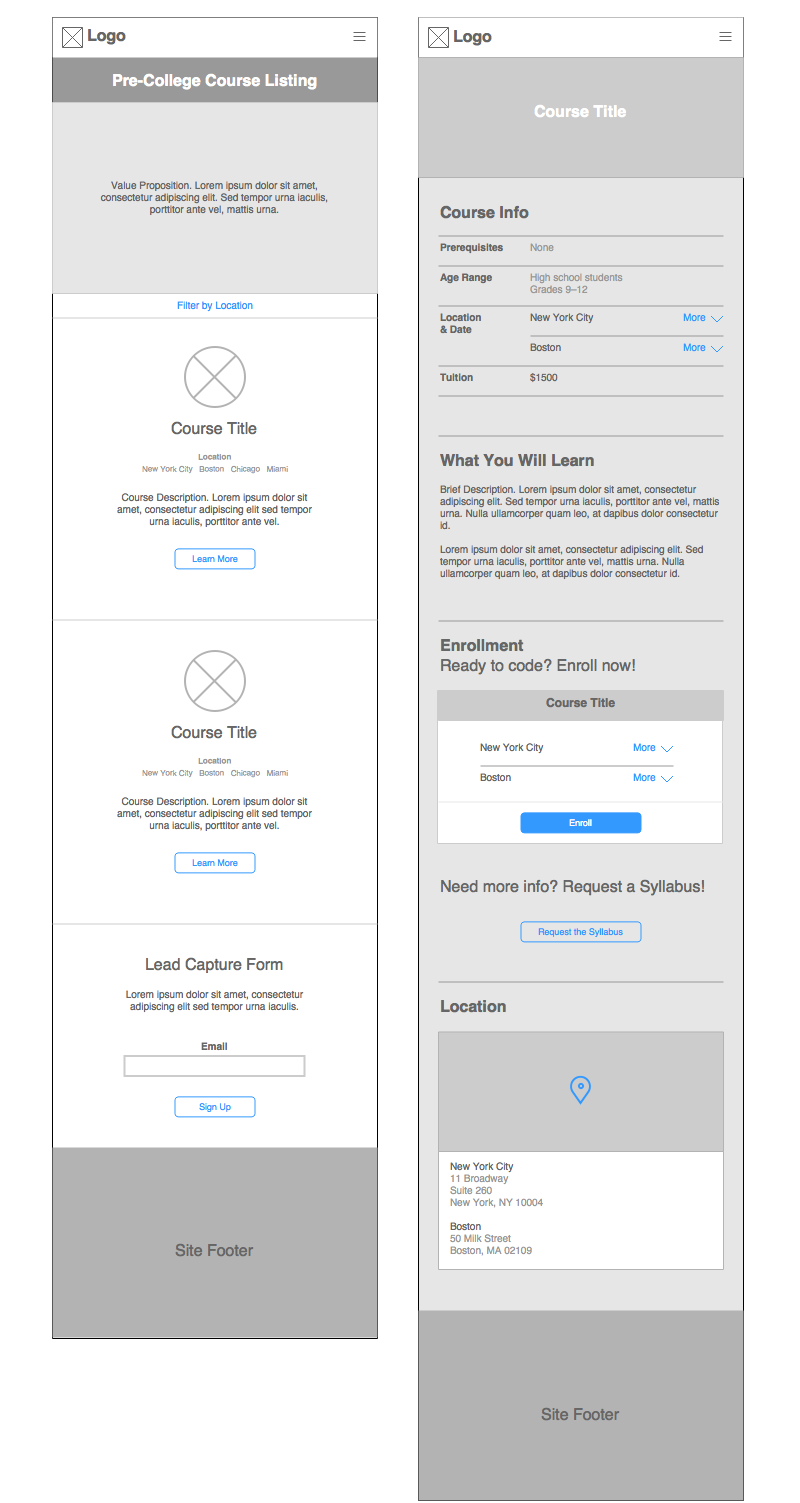 Logo
Pre-College Course Listing
Value Proposition. Lorem ipsum dolor sit amet,
consectetur adipiscing elit. Sed tempor urna iaculis,
porttitor ante vel, mattis urna.
Filter by Location
Course Title
Location
New York City Boston Chicago Miami
Course Description. Lorem ipsum dolor sit
amet, consectetur adipiscing elit sed tempor
urna iaculis, porttitor ante vel.
Learn More
Course Title
Location
New York City Boston Chicago Miami
Course Description. Lorem ipsum dolor sit
amet, consectetur adipiscing elit sed tempor
urna iaculis, porttitor ante vel.
Learn More
Lead Capture Form
Lorem ipsum dolor sit amet, consectetur
adipiscing elit sed tempor urna iaculis.
Email
Sign Up
Site Footer
Logo
Course Title
Course Info
Prerequisites None
Age Range High school students
Grades 9–12
Location New York City More
& Date
Boston More
Tuition $1500
What You Will Learn
Brief Description. Lorem ipsum dolor sit amet, consectetur
adipiscing elit. Sed tempor urna iaculis, porttitor ante vel, mattis
urna. Nulla ullamcorper quam leo, at dapibus dolor consectetur
id.
Lorem ipsum dolor sit amet, consectetur adipiscing elit. Sed
tempor urna iaculis, porttitor ante vel, mattis urna. Nulla
ullamcorper quam leo, at dapibus dolor consectetur id.
Enrollment
Ready to code? Enroll now!
Course Title
New York City More
Boston More
Enroll
Need more info? Request a Syllabus!
Request the Syllabus
Location
New York City
11 Broadway
Suite 260
New York, NY 10004
Boston
50 Milk Street
Boston, MA 02109
Site Footer